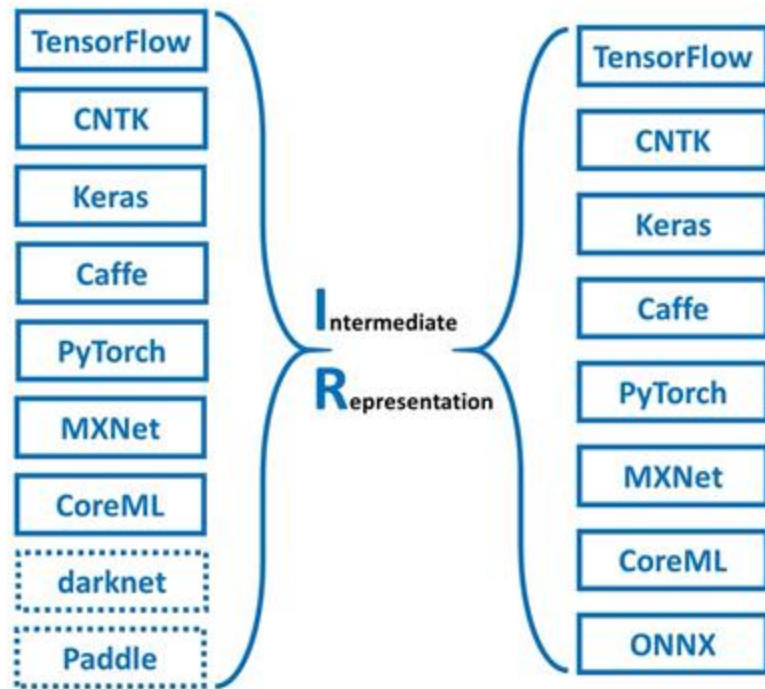 TensorFlow
CNTK
Keras
Caffe
PyTorch
MXNet
CoreML
darknet
Paddle
Intermediate
Representation
TensorFlow
CNTK
Keras
Caffe
PyTorch
MXNet
CoreML
ONNX